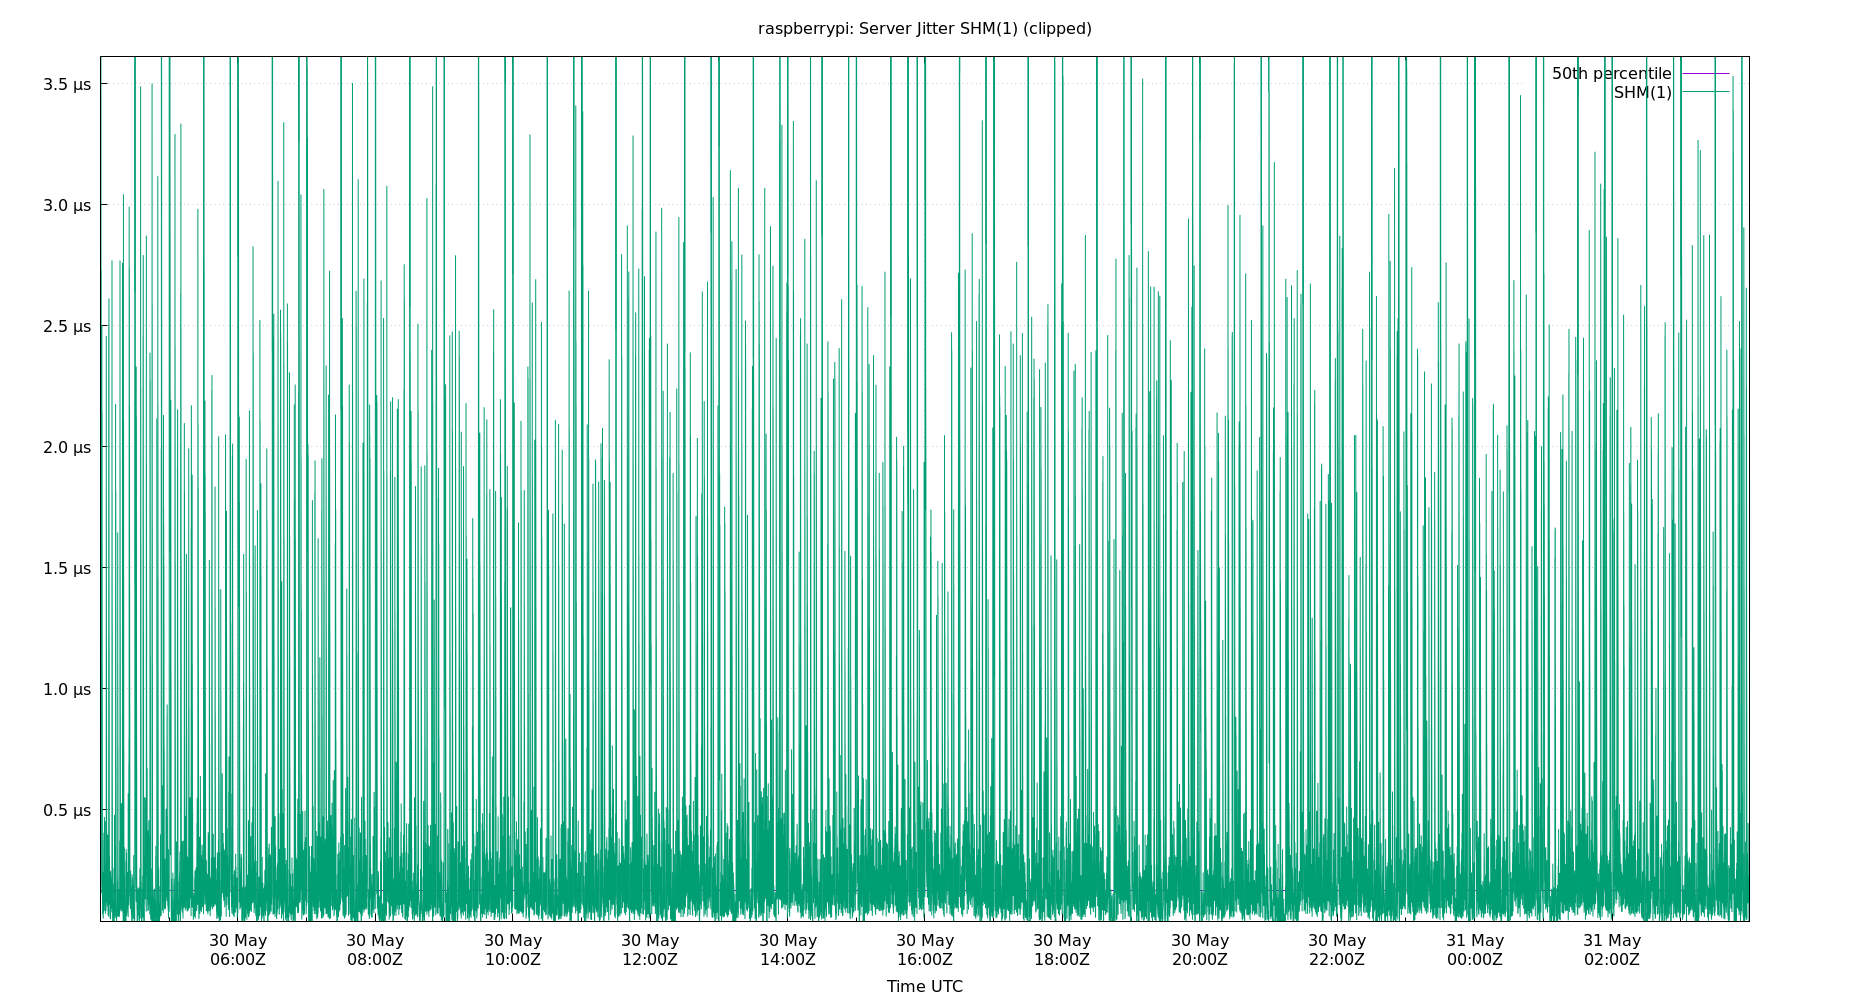 raspberrypi: Server Jitter SHM(1) (clipped)
50th percentile
SHM(1)
3.5 µs
3.0 µs
2.5 µs
2.0 µs
1.5 µs
1.0 µs
0.5 µs
30 May 30 May 30 May 30 May 30 May 30 May 30 May 30 May 30 May 31 May 31 May
06:00Z 08:00Z 10:00Z 12:00Z 14:00Z 16:00Z 18:00Z 20:00Z 22:00Z 00:00Z 02:00Z
Time UTC